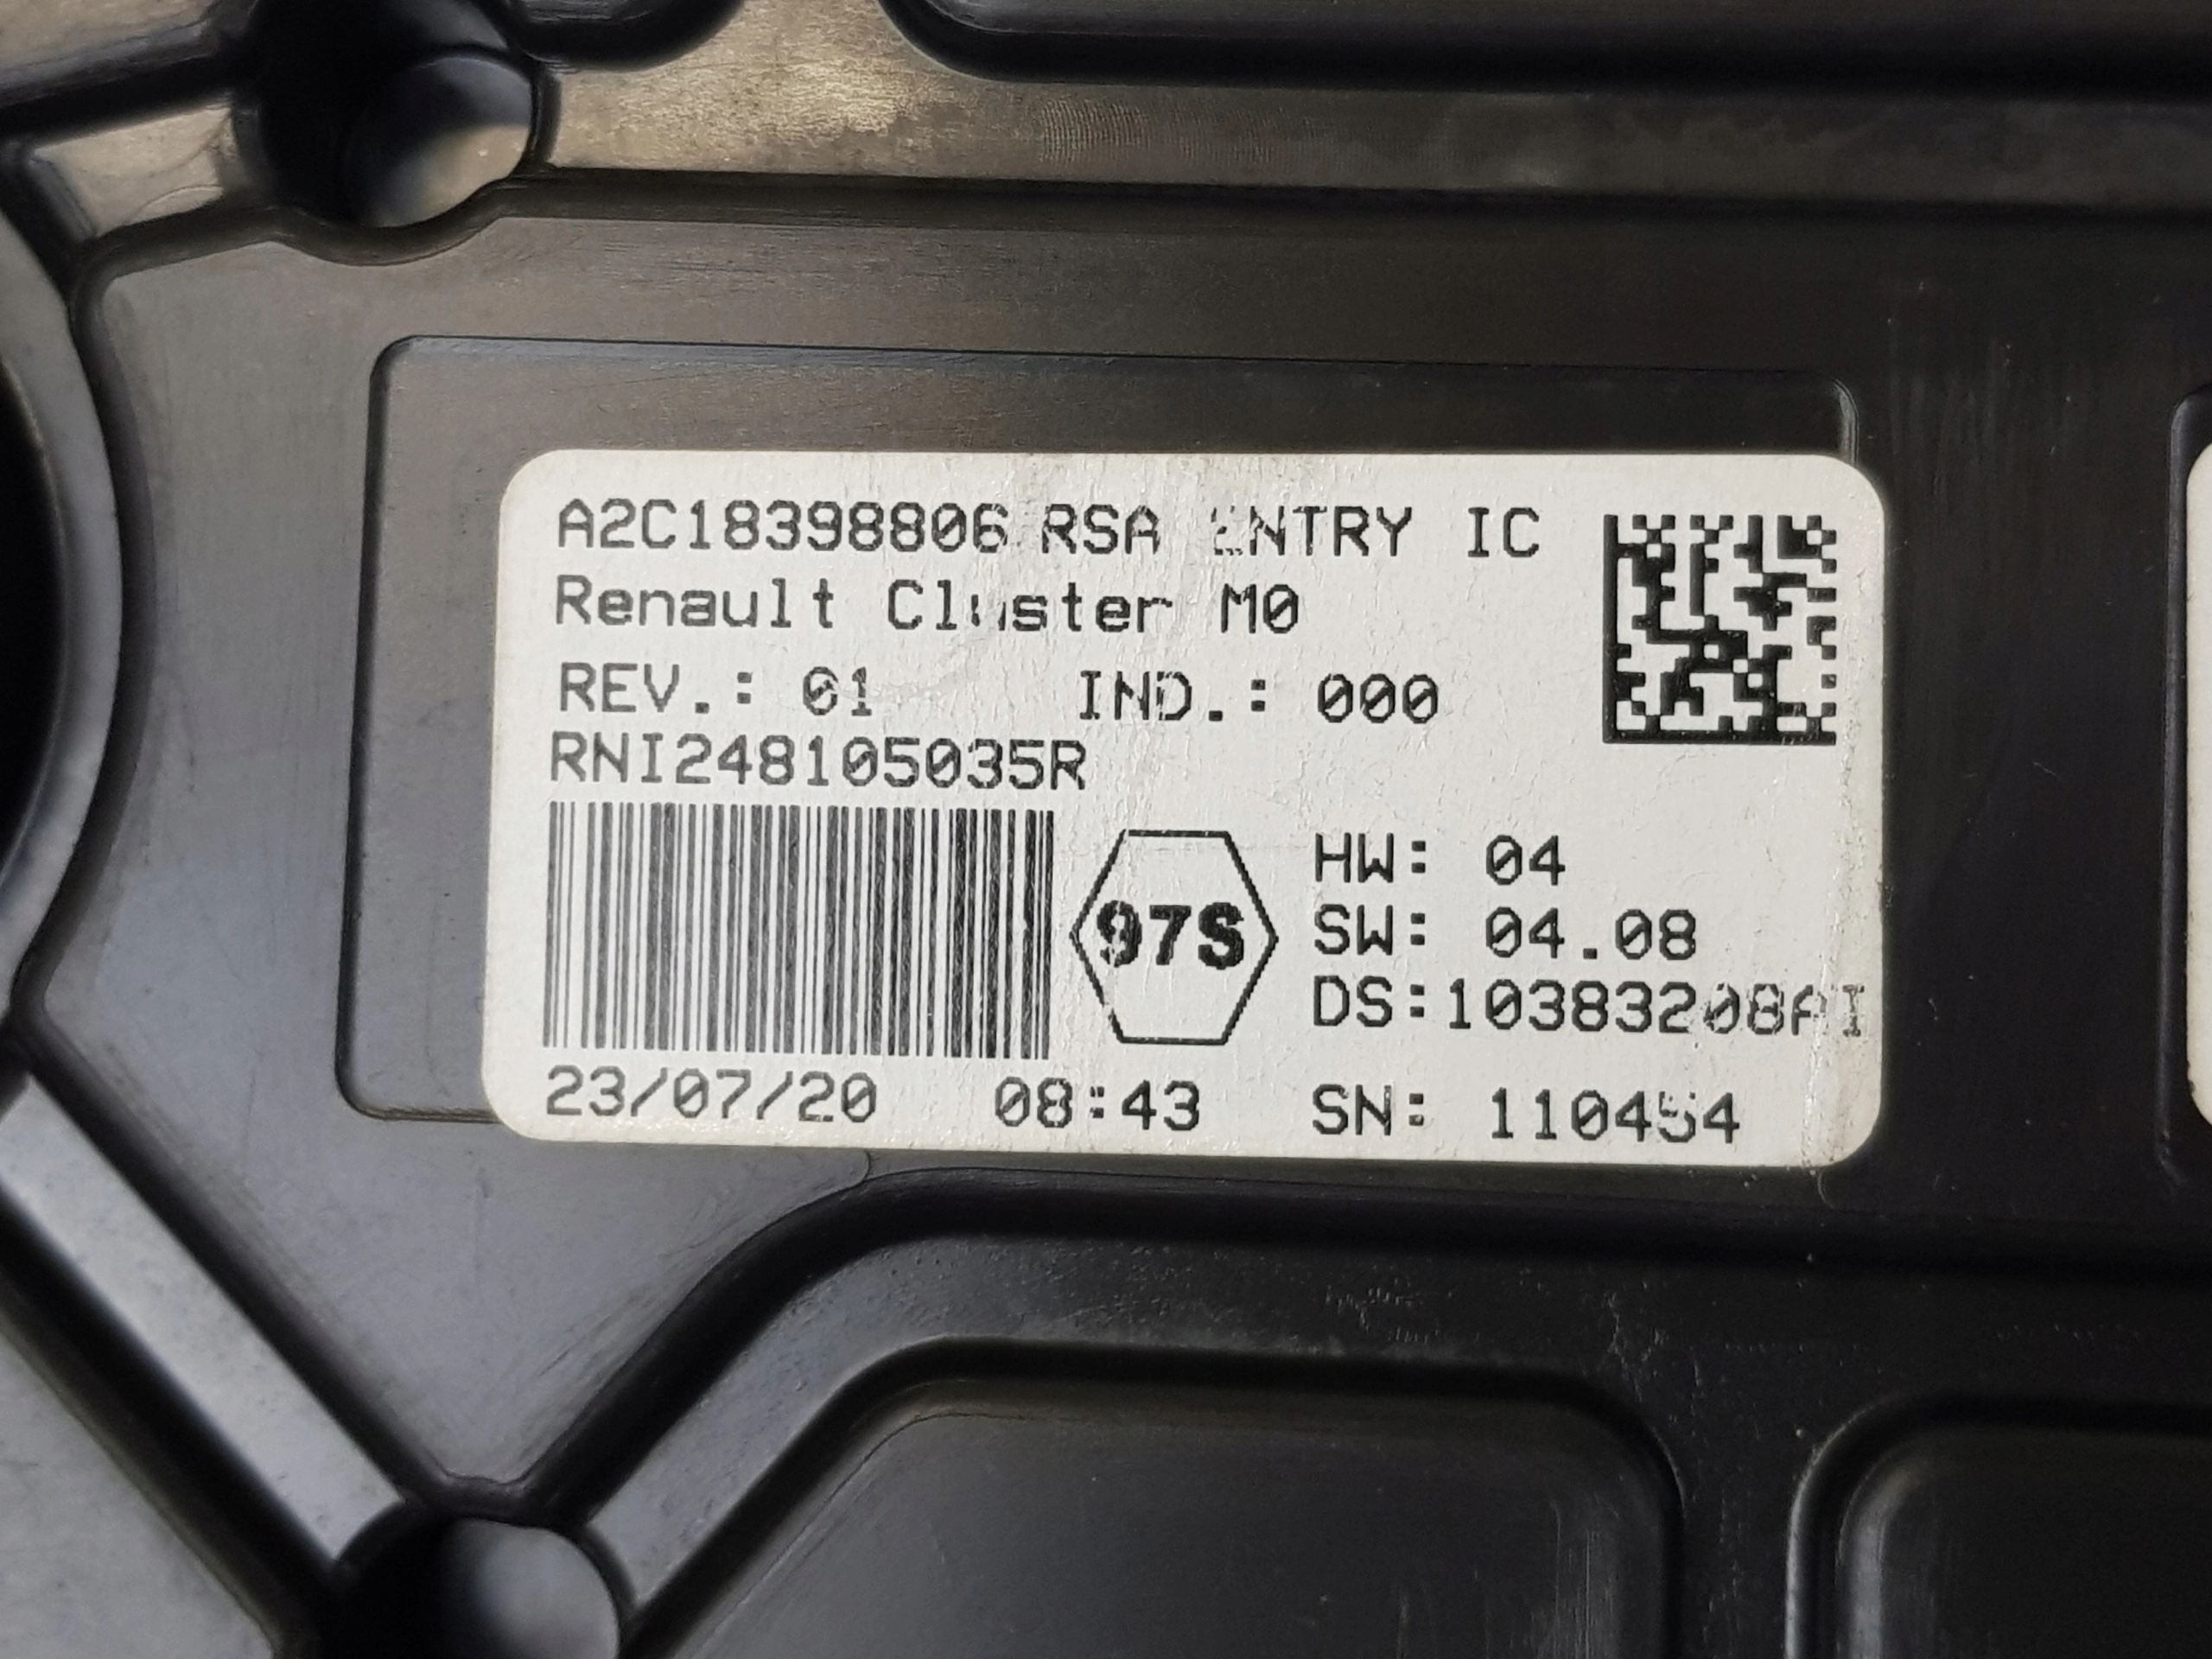 A2C18398806 RSA ENTRY IC
Renault Cluster M0
REV.: 01 IND.: 000
RNI248105035R
97S
HW: 04
SW: 04.08
DS:10383208AI
23/07/20 08:43 SN: 110454